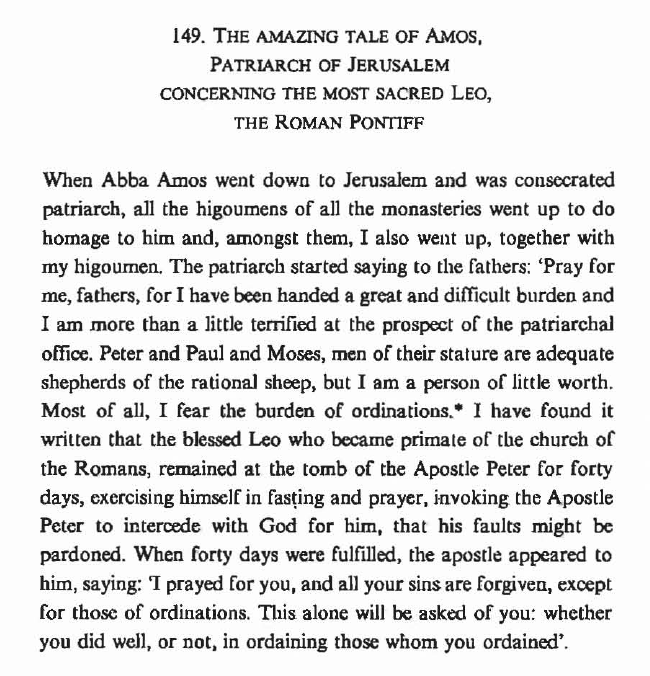 149. THE AMAZING TALE OF AMOS,
PATRIARCH OF JERUSALEM
CONCERNING THE MOST SACRED LEO,
THE ROMAN PONTIFF
When Abba Amos went down to Jerusalem and was consecrated
patriarch, all the higoumens of all the monasteries went up to do
homage to him and, amongst them, I also went up, together with
my higoumen. The patriarch started saying to the fathers: ‘Pray for
me, fathers, for I have been handed a great and difficult burden and
I am more than a little terrified at the prospect of the patriarchal
office. Peter and Paul and Moses, men of their stature are adequate
shepherds of the rational sheep, but I am a person of little worth.
Most of all, I fear the burden of ordinations.* I have found it
written that the blessed Leo who became primate of the church of
the Romans, remained at the tomb of the Apostle Peter for forty
days, exercising himself in fasting and prayer, invoking the Apostle
Peter to intercede with God for him, that his faults might be
pardoned. When forty days were fulfilled, the apostle appeared to
him, saying: ‘I prayed for you, and all your sins are forgiven, except
for those of ordinations. This alone will be asked of you: whether
you did well, or not, in ordaining those whom you ordained’.